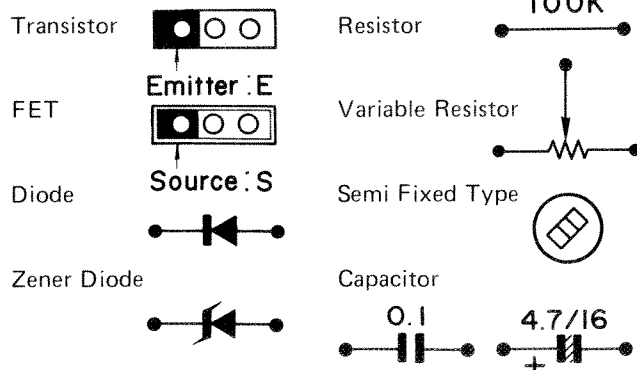 Transistor
Emitter : E
FET
Source : S
Diode
Zener Diode
Resistor
100K
Variable Resistor
Semi Fixed Type
Capacitor
0.1
4.7/16
+